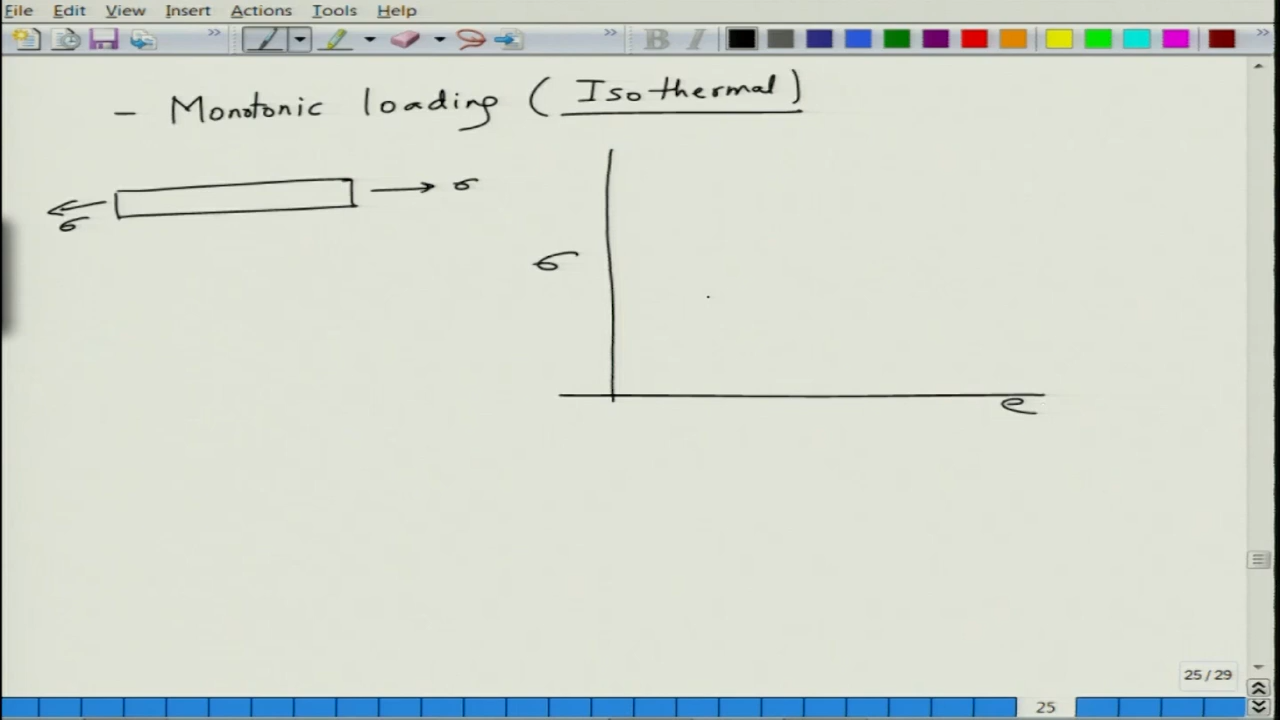 File Edit View Insert Actions Tools Help
B I
- Monotonic loading (Isothermal)
σ
σ
σ
e
25 / 29
25